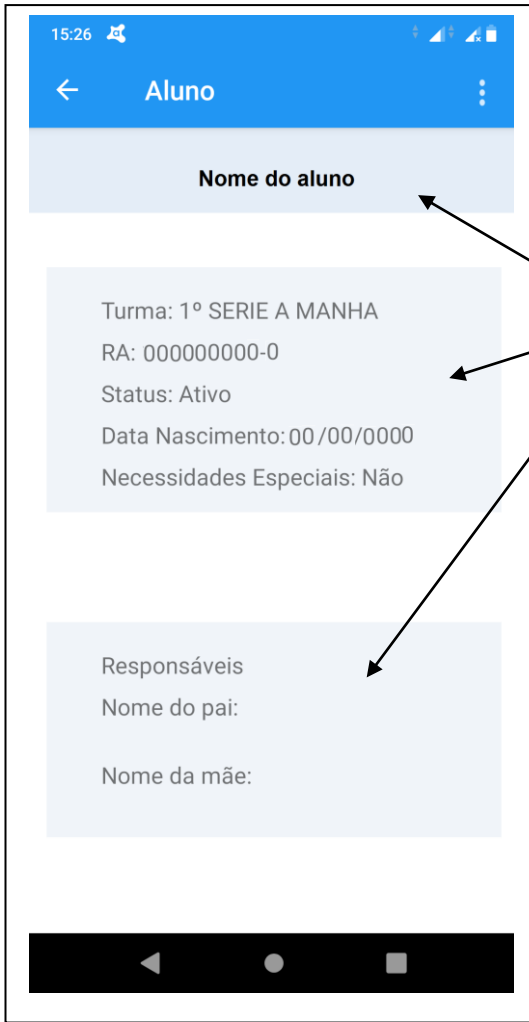 15:26
Aluno
Nome do aluno
Turma: 1º SERIE A MANHA
RA: 000000000-0
Status: Ativo
Data Nascimento: 00/00/0000
Necessidades Especiais: Não
Responsáveis
Nome do pai:
Nome da mãe: